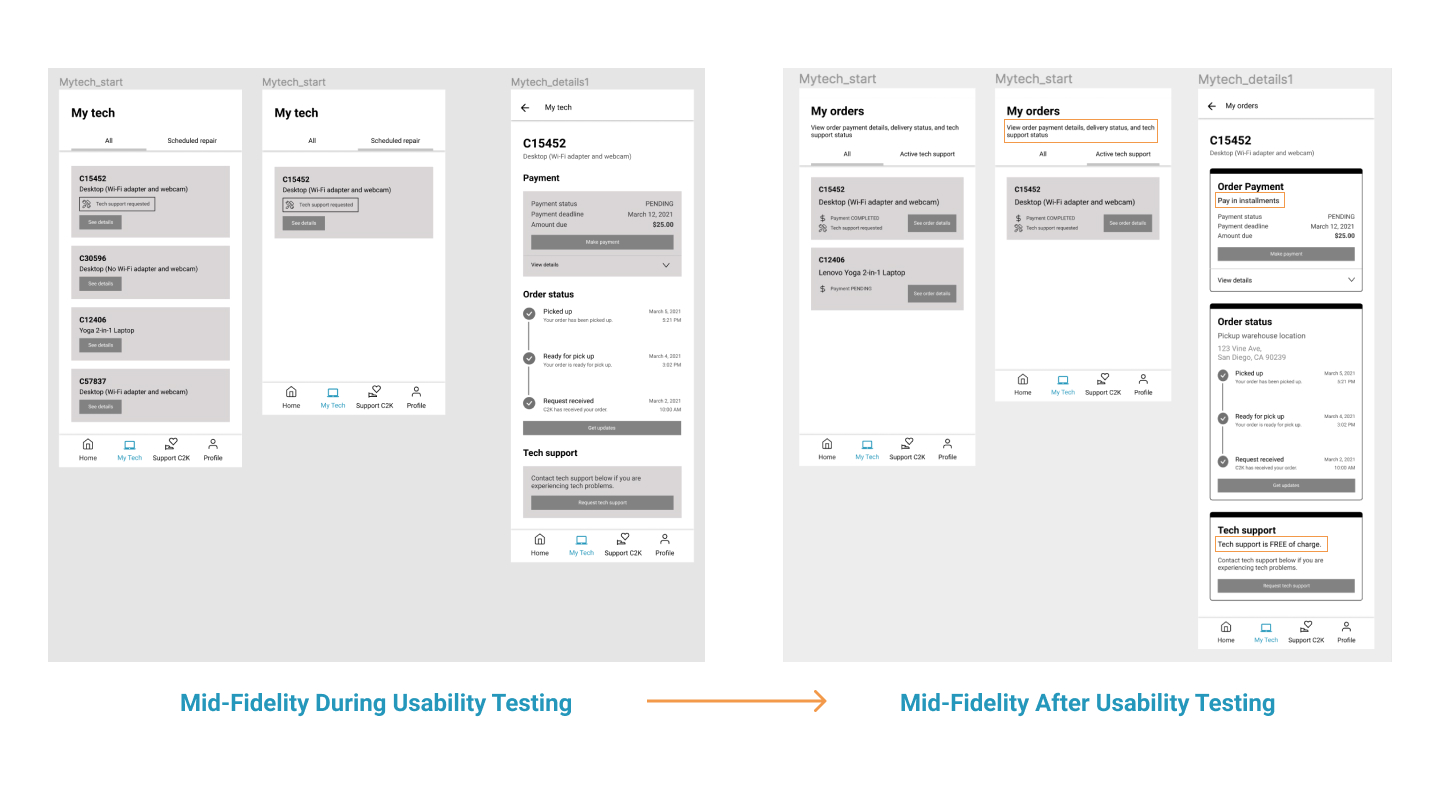 Mytech_start
My tech
All Scheduled repair
C15452
Desktop (Wi-Fi adapter and webcam)
Tech support requested
See details
C30596
Desktop (No Wi-Fi adapter and webcam)
See details
C12406
Yoga 2-in-1 Laptop
See details
C57837
Desktop (Wi-Fi adapter and webcam)
See details
Home My Tech Support C2K Profile
Mytech_start
My tech
All Scheduled repair
C15452
Desktop (Wi-Fi adapter and webcam)
Tech support requested
See details
Home My Tech Support C2K Profile
Mytech_details1
My tech
C15452
Desktop (Wi-Fi adapter and webcam)
Payment
Payment status PENDING
Payment deadline March 12, 2021
Amount due $25.00
Make payment
View details
Order status
Picked up March 5, 2021
Your order has been picked up. 5:21 PM
Ready for pick up March 4, 2021
Your order is ready for pick up. 3:02 PM
Request received March 2, 2021
C2K has received your order. 10:00 AM
Get updates
Tech support
Contact tech support below if you are
experiencing tech problems.
Request tech support
Home My Tech Support C2K Profile
Mid-Fidelity During Usability Testing
Mytech_start
My orders
View order payment details, delivery status, and tech
support status
All Active tech support
C15452
Desktop (Wi-Fi adapter and webcam)
Payment COMPLETED
Tech support requested
See order details
C12406
Lenovo Yoga 2-in-1 Laptop
Payment PENDING
See order details
Home My Tech Support C2K Profile
Mytech_start
My orders
View order payment details, delivery status, and tech
support status
All Active tech support
C15452
Desktop (Wi-Fi adapter and webcam)
Payment COMPLETED
Tech support requested
See order details
Home My Tech Support C2K Profile
Mytech_details1
My orders
C15452
Desktop (Wi-Fi adapter and webcam)
Order Payment
Pay in installments
Payment status PENDING
Payment deadline March 12, 2021
Amount due $25.00
Make payment
View details
Order status
Pickup warehouse location
123 Vine Ave,
San Diego, CA 90239
Picked up March 5, 2021
Your order has been picked up. 5:21 PM
Ready for pick up March 4, 2021
Your order is ready for pick up. 3:02 PM
Request received March 2, 2021
C2K has received your order. 10:00 AM
Get updates
Tech support
Tech support is FREE of charge.
Contact tech support below if you are
experiencing tech problems.
Request tech support
Home My Tech Support C2K Profile
Mid-Fidelity After Usability Testing